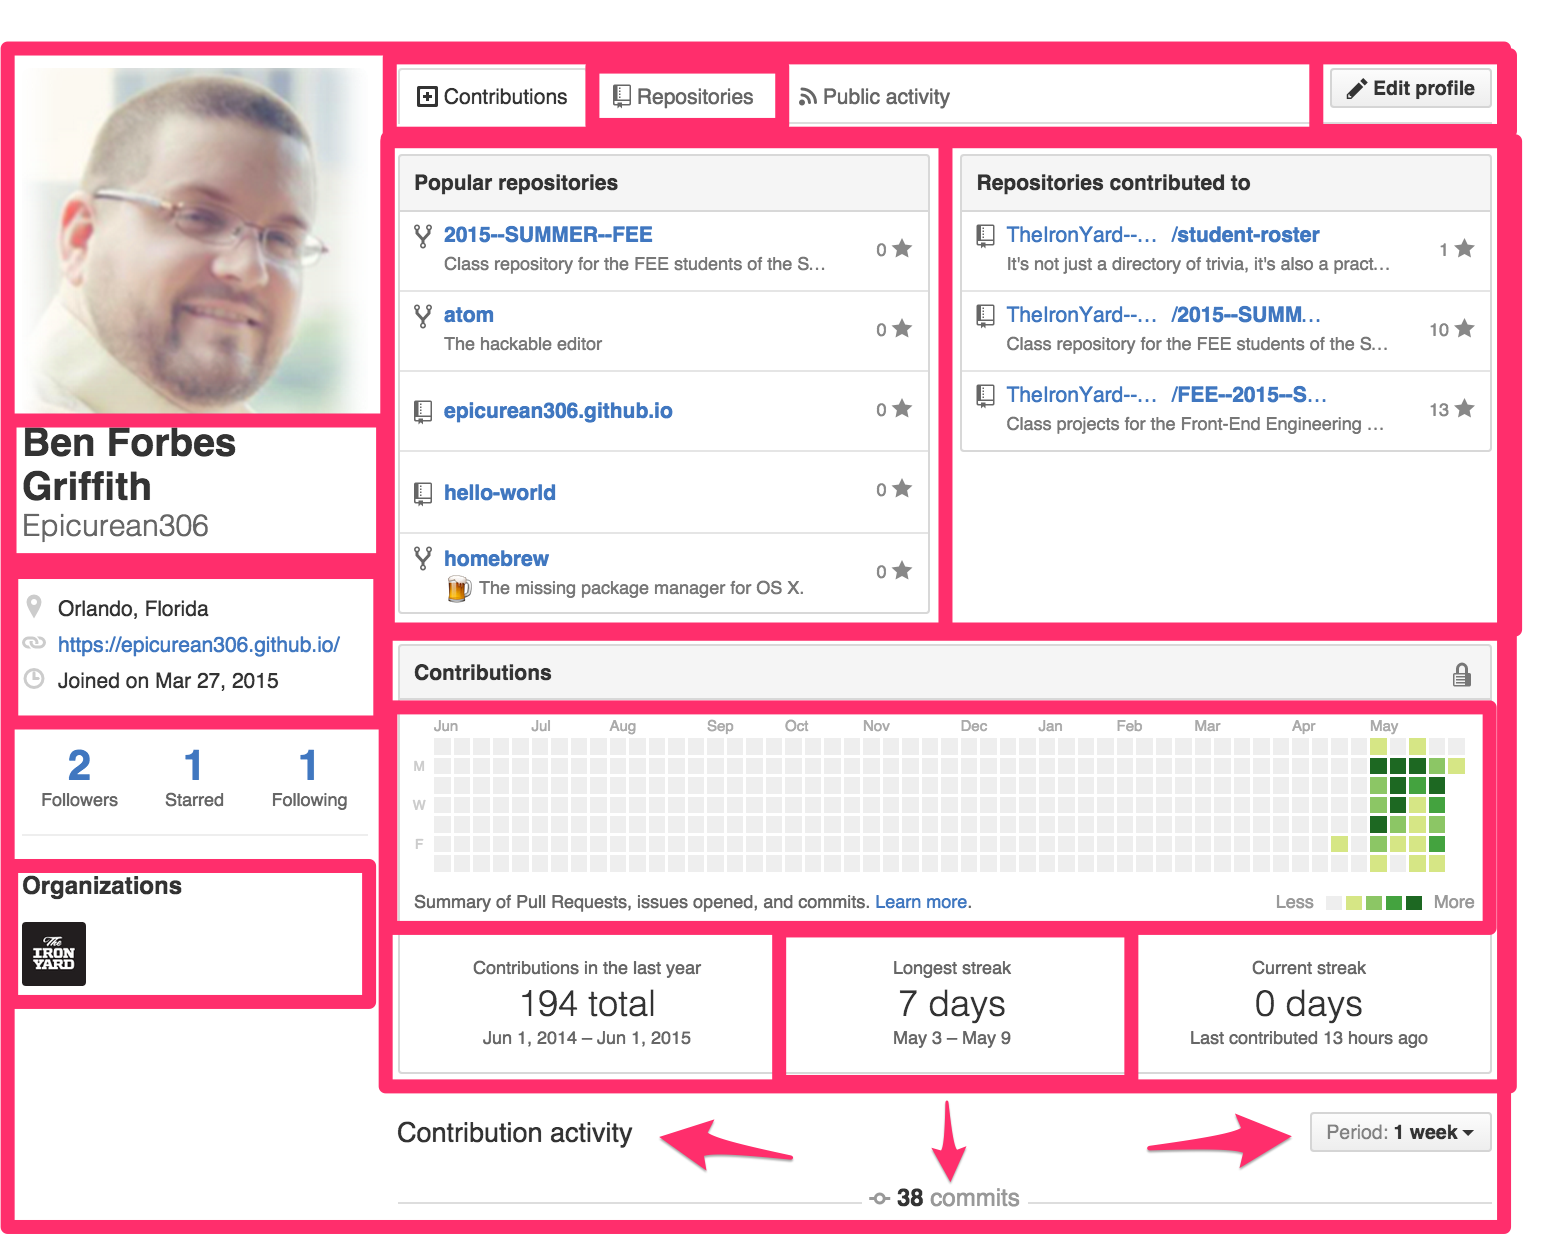 Contributions
Repositories
Public activity
Edit profile
Ben Forbes
Griffith
Epicurean306
Orlando, Florida
https://epicurean306.github.io/
Joined on Mar 27, 2015
2 1 1
Followers Starred Following
Organizations
The
IRON
YARD
Popular repositories
2015--SUMMER--FEE
Class repository for the FEE students of the S…
0
atom
The hackable editor
0
epicurean306.github.io
0
hello-world
0
homebrew
The missing package manager for OS X.
0
Repositories contributed to
TheIronYard--… /student-roster
It's not just a directory of trivia, it's also a pract…
1
TheIronYard--… /2015--SUMM…
Class repository for the FEE students of the S…
10
TheIronYard--… /FEE--2015--S…
Class projects for the Front-End Engineering …
13
Contributions
Jun Jul Aug Sep Oct Nov Dec Jan Feb Mar Apr May
M
W
F
Summary of Pull Requests, issues opened, and commits. Learn more.
Less More
Contributions in the last year
194 total
Jun 1, 2014 – Jun 1, 2015
Longest streak
7 days
May 3 – May 9
Current streak
0 days
Last contributed 13 hours ago
Contribution activity
Period: 1 week
38 commits